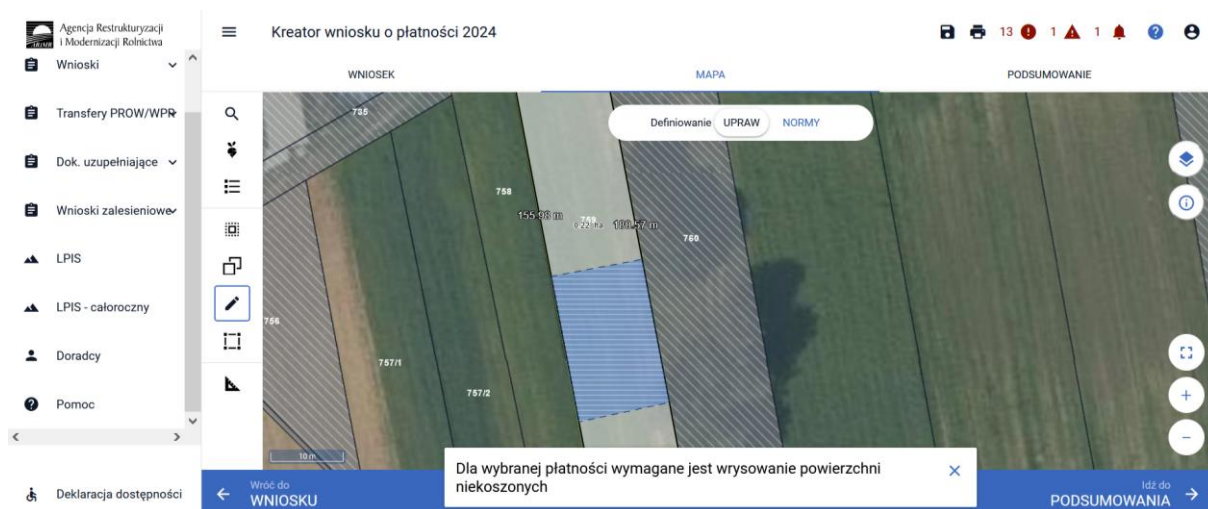 Agencja Restrukturyzacji
i Modernizacji Rolnictwa
ARiMR
Kreator wniosku o płatności 2024
13
1
1
Wnioski
Transfery PROW/WPR
Dok. uzupełniające
Wnioski zalesieniowe
LPIS
LPIS - całoroczny
Doradcy
Pomoc
Deklaracja dostępności
WNIOSEK
MAPA
PODSUMOWANIE
Definiowanie UPRAW NORMY
735
758
155.98 m
759
760
756
757/1
757/2
10 m
Dla wybranej płatności wymagane jest wrysowanie powierzchni
niekoszonych
Wróć do
WNIOSKU
Idź do
PODSUMOWANIA